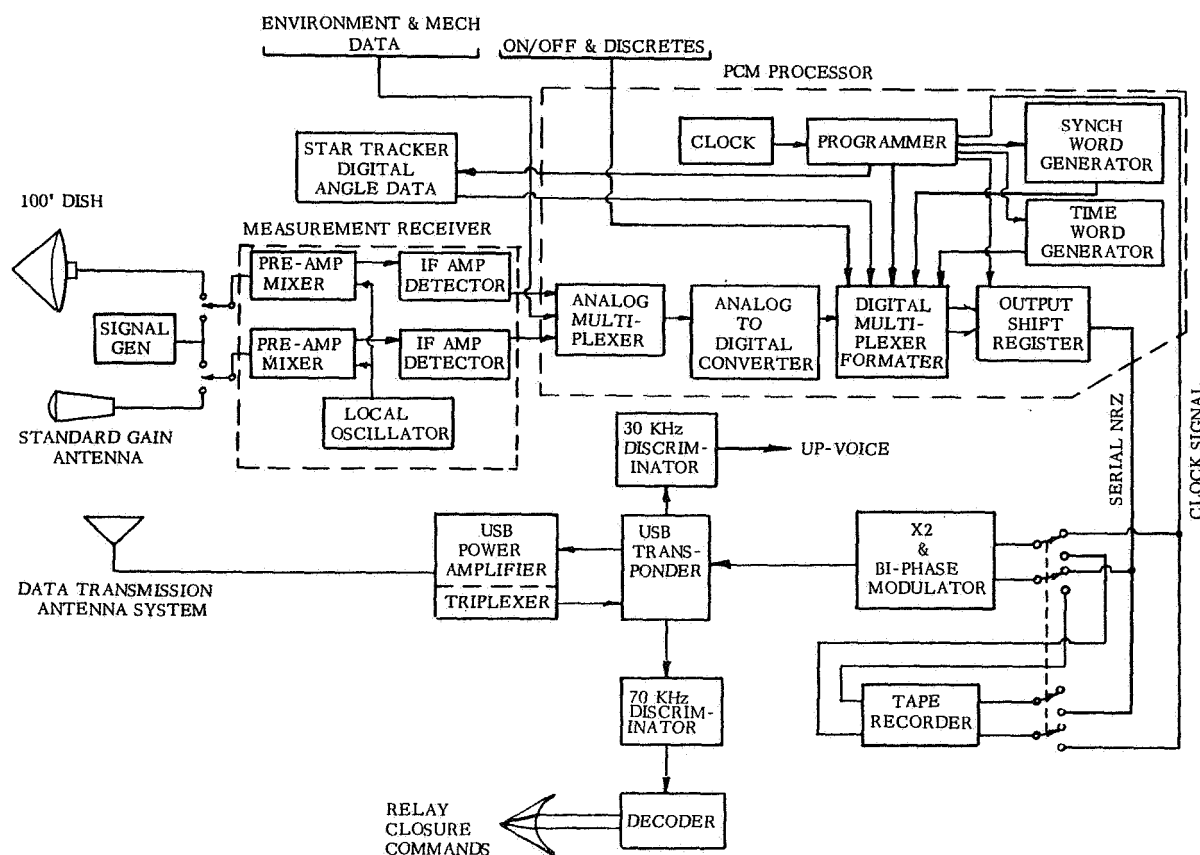 ENVIRONMENT & MECH
DATA
ON/OFF & DISCRETES
PCM PROCESSOR
CLOCK
PROGRAMMER
SYNCH
WORD
GENERATOR
STAR TRACKER
DIGITAL
ANGLE DATA
100' DISH
MEASUREMENT RECEIVER
TIME
WORD
GENERATOR
PRE-AMP
MIXER
IF AMP
DETECTOR
SIGNAL
GEN
ANALOG
MULTI-
PLEXER
ANALOG
TO
DIGITAL
CONVERTER
DIGITAL
MULTI-
PLEXER
FORMATER
OUTPUT
SHIFT
REGISTER
PRE-AMP
MIXER
IF AMP
DETECTOR
LOCAL
OSCILLATOR
STANDARD GAIN
ANTENNA
30 KHz
DISCRIM-
INATOR
UP-VOICE
SERIAL NRZ
CLOCK SIGNAL
USB
POWER
AMPLIFIER
TRIPLEXER
USB
TRANS-
PONDER
X2
&
BI-PHASE
MODULATOR
DATA TRANSMISSION
ANTENNA SYSTEM
70 KHz
DISCRIM-
INATOR
TAPE
RECORDER
RELAY
CLOSURE
COMMANDS
DECODER